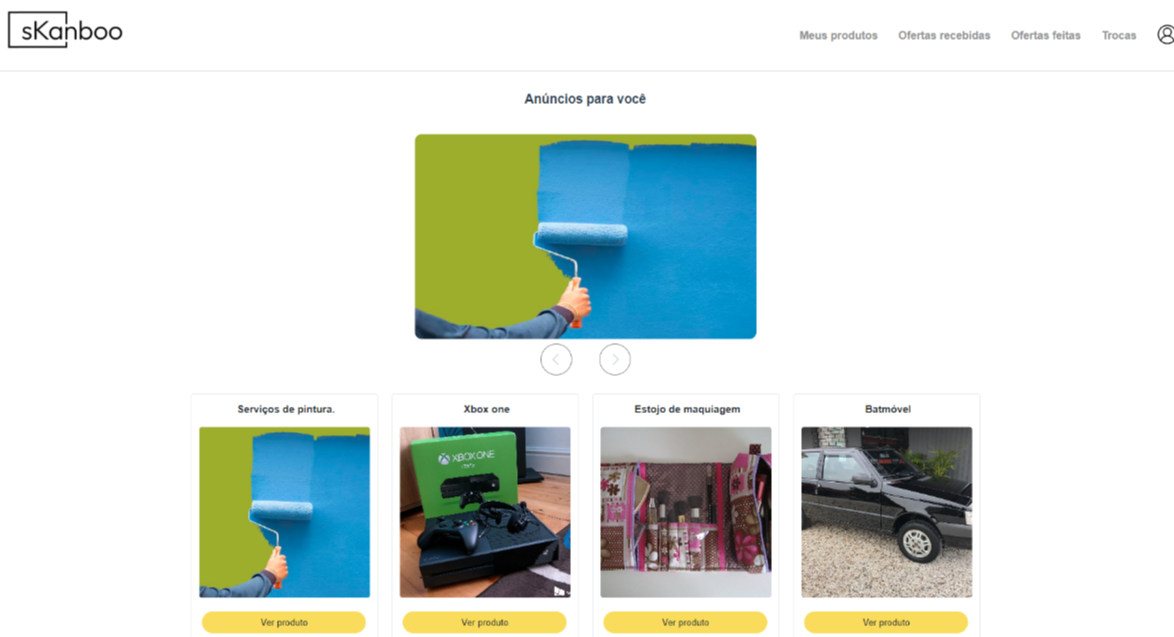 sKanboo
Meus produtos Ofertas recebidas Ofertas feitas Trocas
Anúncios para você
Serviços de pintura.
Xbox one
Estojo de maquiagem
Batmóvel
XBOX ONE
Ver produto
Ver produto
Ver produto
Ver produto